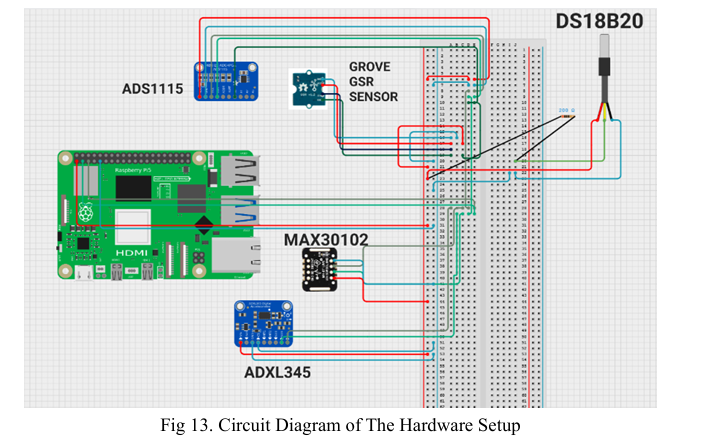 DS18B20
ADS1115
GROVE
GSR
SENSOR
Raspberry Pi 5
HDMI
MAX30102
ADXL345
Fig 13. Circuit Diagram of The Hardware Setup